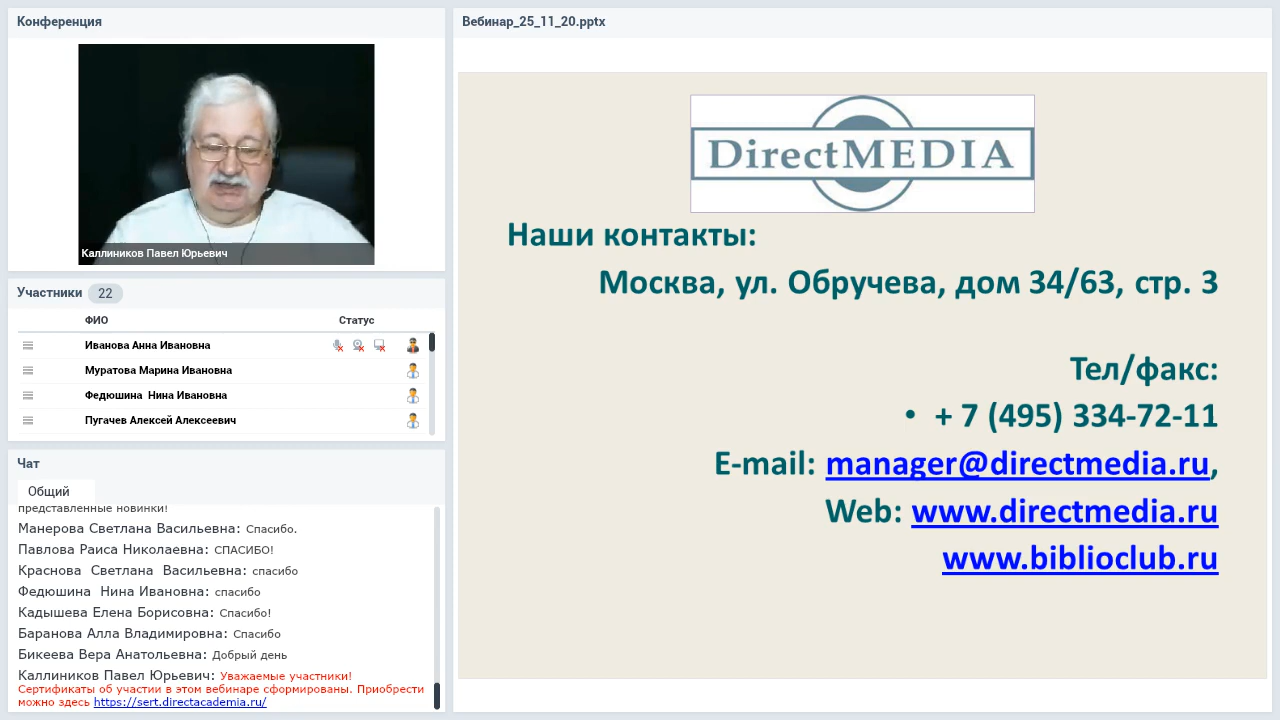 Конференция
Каллиников Павел Юрьевич
Участники 22
ФИО Статус
Иванова Анна Ивановна
Муратова Марина Ивановна
Федюшина Нина Ивановна
Пугачев Алексей Алексеевич
Чат
Общий
представленные новинки!
Манерова Светлана Васильевна: Спасибо.
Павлова Раиса Николаевна: СПАСИБО!
Краснова Светлана Васильевна: спасибо
Федюшина Нина Ивановна: спасибо
Кадышева Елена Борисовна: Спасибо!
Баранова Алла Владимировна: Спасибо
Бикеева Вера Анатольевна: Добрый день
Каллиников Павел Юрьевич: Уважаемые участники!
Сертификаты об участии в этом вебинаре сформированы. Приобрести
можно здесь https://sert.directacademia.ru/
Вебинар_25_11_20.pptx
DirectMEDIA
Наши контакты:
Москва, ул. Обручева, дом 34/63, стр. 3
Тел/факс:
• + 7 (495) 334-72-11
E-mail: manager@directmedia.ru,
Web: www.directmedia.ru
www.biblioclub.ru